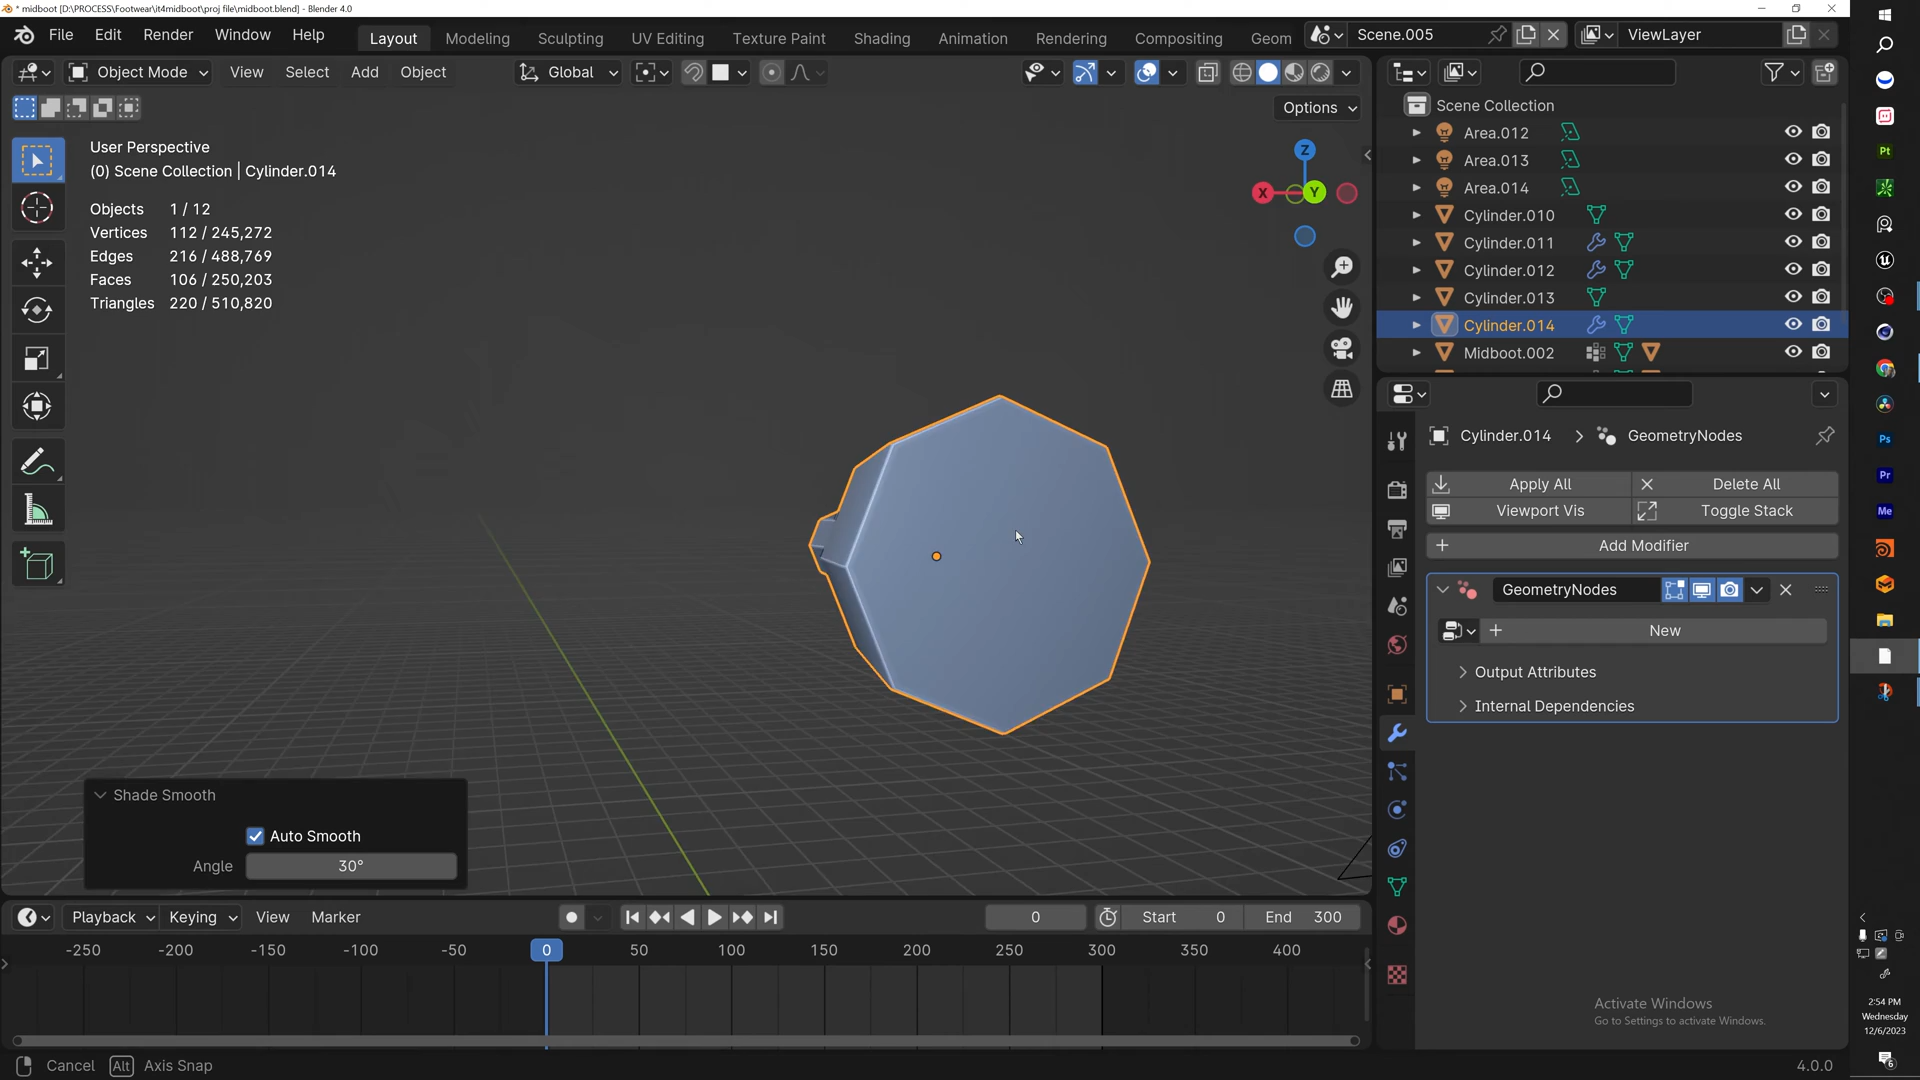 * midboot [D:\PROCESS\Footwear\it4midboot\proj file\midboot.blend] - Blender 4.0
File Edit Render Window Help Layout Modeling Sculpting UV Editing Texture Paint Shading Animation Rendering Compositing Geom Scene.005 ViewLayer
Object Mode View Select Add Object Global
Options
User Perspective
(0) Scene Collection | Cylinder.014
Objects 1 / 12
Vertices 112 / 245,272
Edges 216 / 488,769
Faces 106 / 250,203
Triangles 220 / 510,820
Z
X
Y
Scene Collection
Area.012
Area.013
Area.014
Cylinder.010
Cylinder.011
Cylinder.012
Cylinder.013
Cylinder.014
Midboot.002
Cylinder.014 GeometryNodes
Apply All Delete All
Viewport Vis Toggle Stack
Add Modifier
GeometryNodes
New
Output Attributes
Internal Dependencies
Shade Smooth
Auto Smooth
Angle 30°
Playback Keying View Marker 0 Start 0 End 300
-250 -200 -150 -100 -50 0 50 100 150 200 250 300 350 400
Activate Windows
Go to Settings to activate Windows.
Cancel Alt Axis Snap 4.0.0
Pt
Ps
Pr
Me
2:54 PM
Wednesday
12/6/2023
6